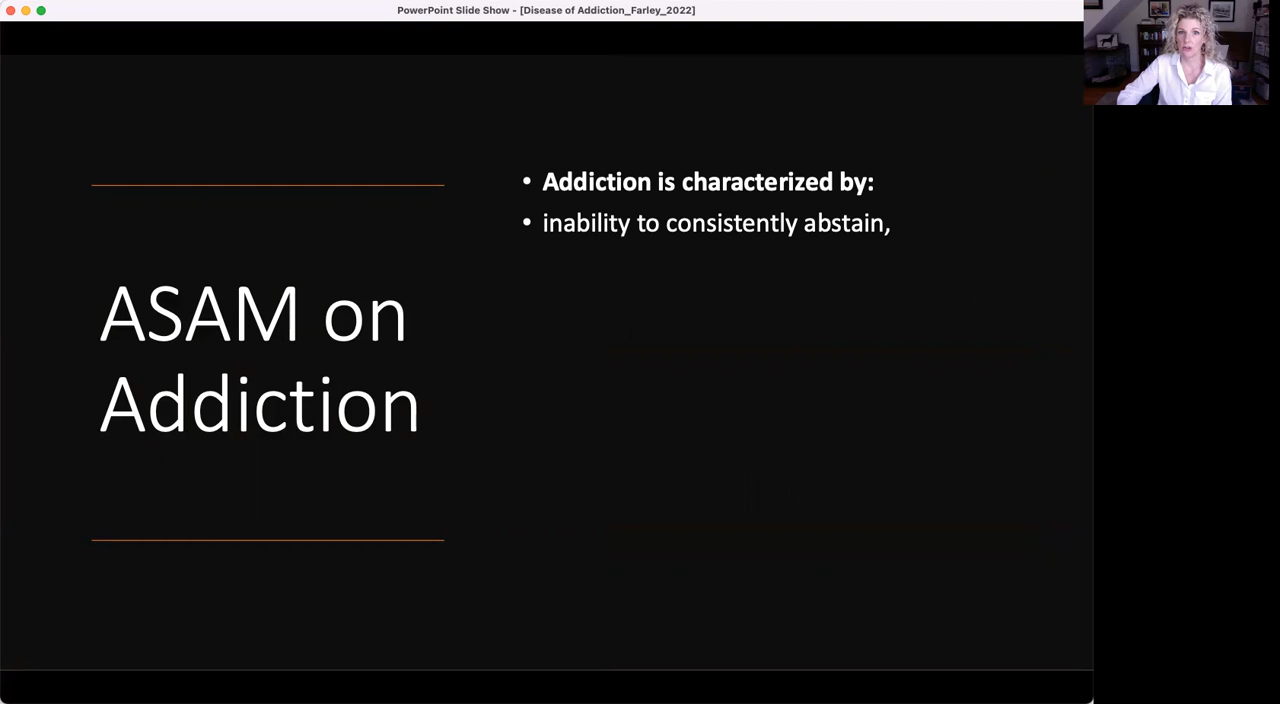 PowerPoint Slide Show - [Disease of Addiction_Farley_2022]
ASAM on
Addiction
• Addiction is characterized by:
• inability to consistently abstain,